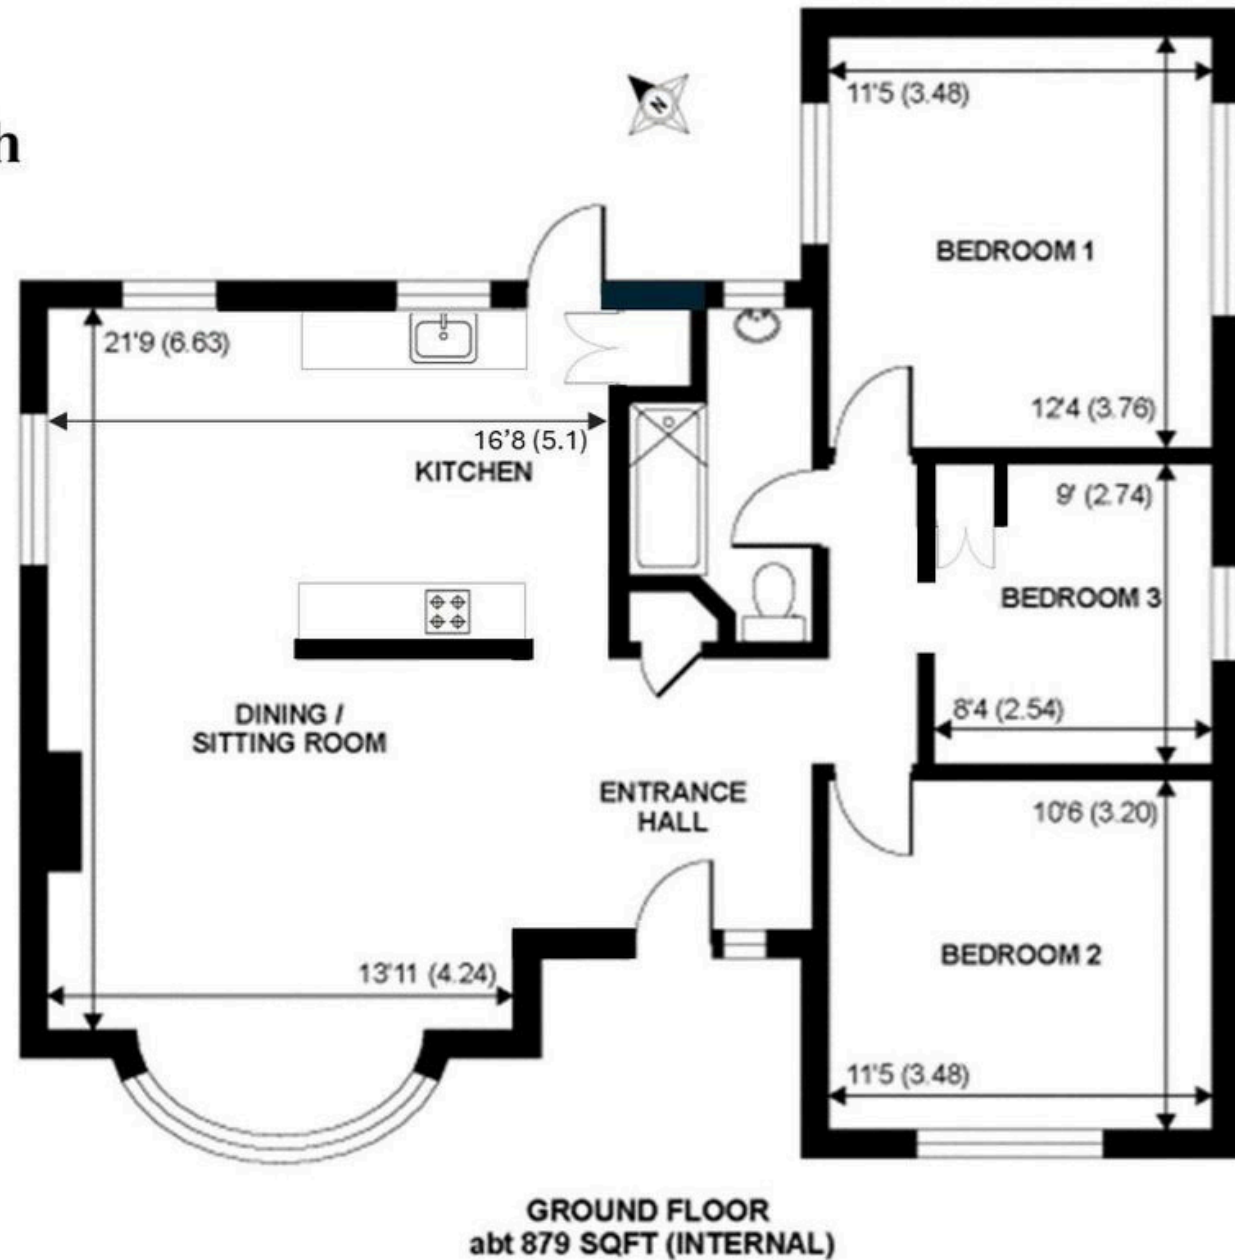 h
N
11'5 (3.48)
BEDROOM 1
12'4 (3.76)
21'9 (6.63)
16'8 (5.1)
KITCHEN
9' (2.74)
BEDROOM 3
8'4 (2.54)
DINING /
SITTING ROOM
ENTRANCE
HALL
10'6 (3.20)
BEDROOM 2
13'11 (4.24)
11'5 (3.48)
GROUND FLOOR
abt 879 SQFT (INTERNAL)